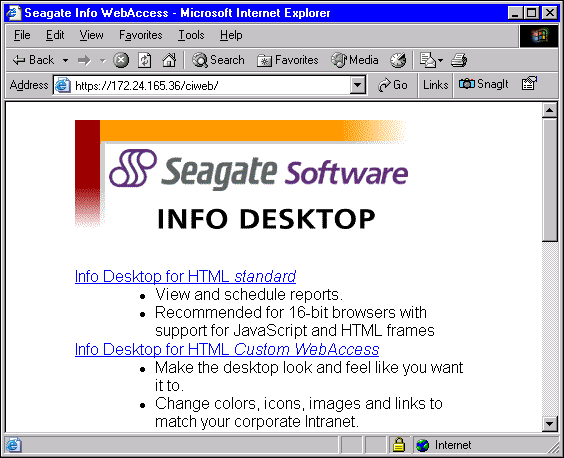 Seagate Info WebAccess - Microsoft Internet Explorer
File Edit View Favorites Tools Help
Back Search Favorites Media
Address https://172.24.165.36/ciweb/ Go Links SnagIt
Seagate Software
INFO DESKTOP
Info Desktop for HTML standard
View and schedule reports.
Recommended for 16-bit browsers with
support for JavaScript and HTML frames
Info Desktop for HTML Custom WebAccess
Make the desktop look and feel like you want
it to.
Change colors, icons, images and links to
match your corporate Intranet.
Internet